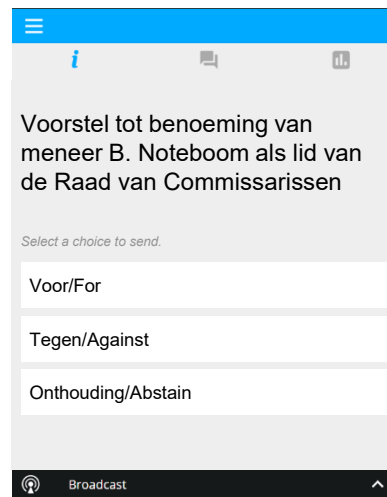 i
Voorstel tot benoeming van
meneer B. Noteboom als lid van
de Raad van Commissarissen
Select a choice to send.
Voor/For
Tegen/Against
Onthouding/Abstain
Broadcast